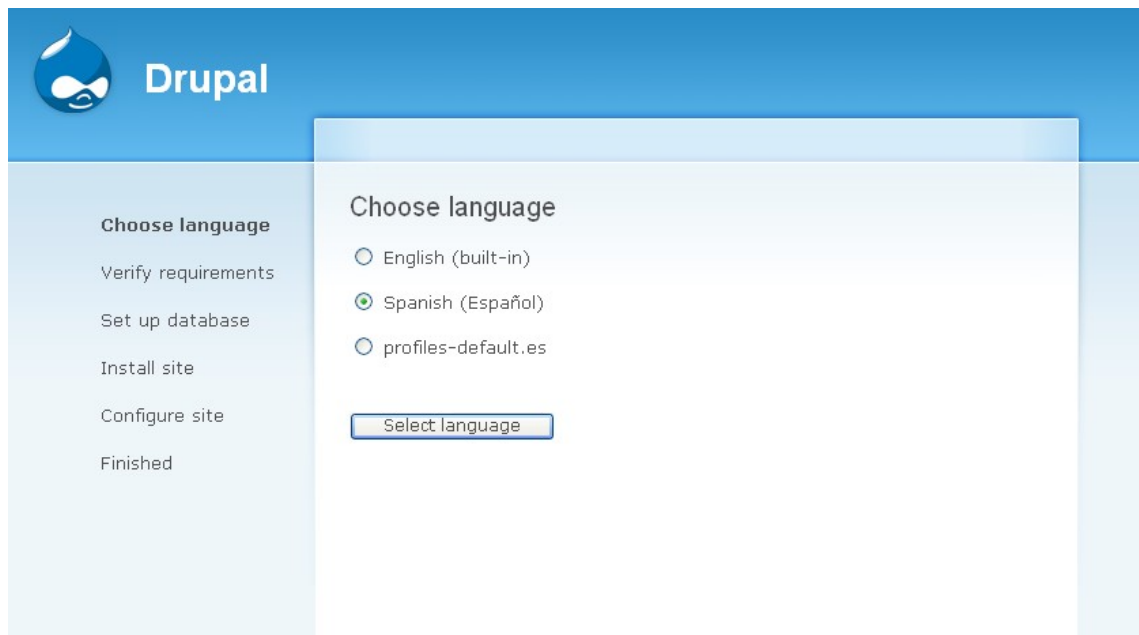 Drupal
Choose language
Verify requirements
Set up database
Install site
Configure site
Finished
Choose language
English (built-in)
Spanish (Español)
profiles-default.es
Select language